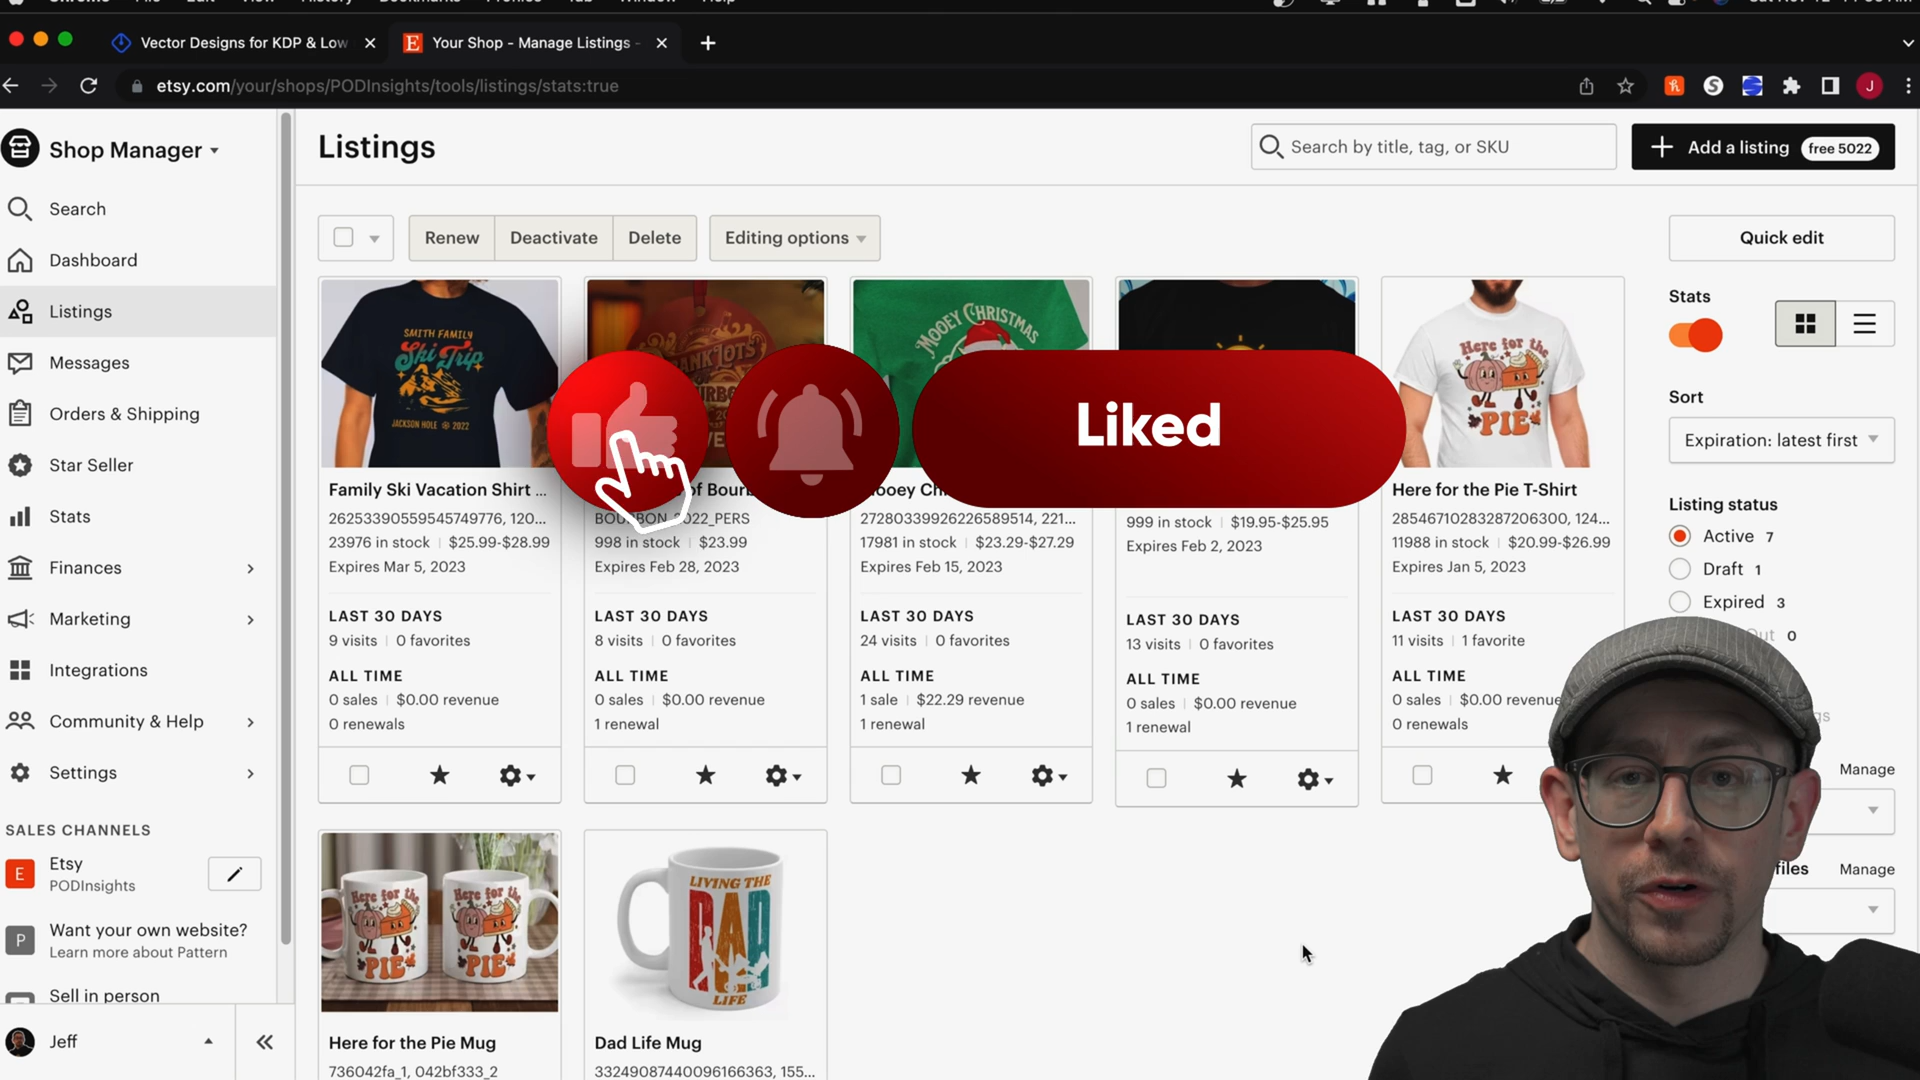 Vector Designs for KDP & Low
Your Shop - Manage Listings -
etsy.com/your/shops/PODInsights/tools/listings/stats:true
J
Shop Manager
Listings
Search by title, tag, or SKU
Add a listing free 5022
Search
Dashboard
Listings
Messages
Orders & Shipping
Star Seller
Stats
Finances
Marketing
Integrations
Community & Help
Settings
SALES CHANNELS
E
Etsy
PODInsights
P
Want your own website?
Learn more about Pattern
Sell in person
Jeff
Renew
Deactivate
Delete
Editing options
Quick edit
SMITH FAMILY
Ski Trip
JACKSON HOLE ❄ 2022
MOOEY CHRISTMAS
Here for the
PIE
Liked
Family Ski Vacation Shirt ...
26253390559545749776, 120...
23976 in stock $25.99-$28.99
Expires Mar 5, 2023
LAST 30 DAYS
9 visits 0 favorites
ALL TIME
0 sales $0.00 revenue
0 renewals
998 in stock $23.99
Expires Feb 28, 2023
LAST 30 DAYS
8 visits 0 favorites
ALL TIME
0 sales $0.00 revenue
1 renewal
27280339926226589514, 221...
17981 in stock $23.29-$27.29
Expires Feb 15, 2023
LAST 30 DAYS
24 visits 0 favorites
ALL TIME
1 sale $22.29 revenue
1 renewal
999 in stock $19.95-$25.95
Expires Feb 2, 2023
LAST 30 DAYS
13 visits 0 favorites
ALL TIME
0 sales $0.00 revenue
1 renewal
Here for the Pie T-Shirt
28546710283287206300, 124...
11988 in stock $20.99-$26.99
Expires Jan 5, 2023
LAST 30 DAYS
11 visits 1 favorite
ALL TIME
0 sales $0.00 revenue
0 renewals
Stats
Sort
Expiration: latest first
Listing status
Active 7
Draft 1
Expired 3
0
Manage
Manage
Here for the
PIE
Here for the
PIE
LIVING THE
DAD
LIFE
Here for the Pie Mug
736042fa_1, 042bf333_2
Dad Life Mug
33249087440096166363, 155...